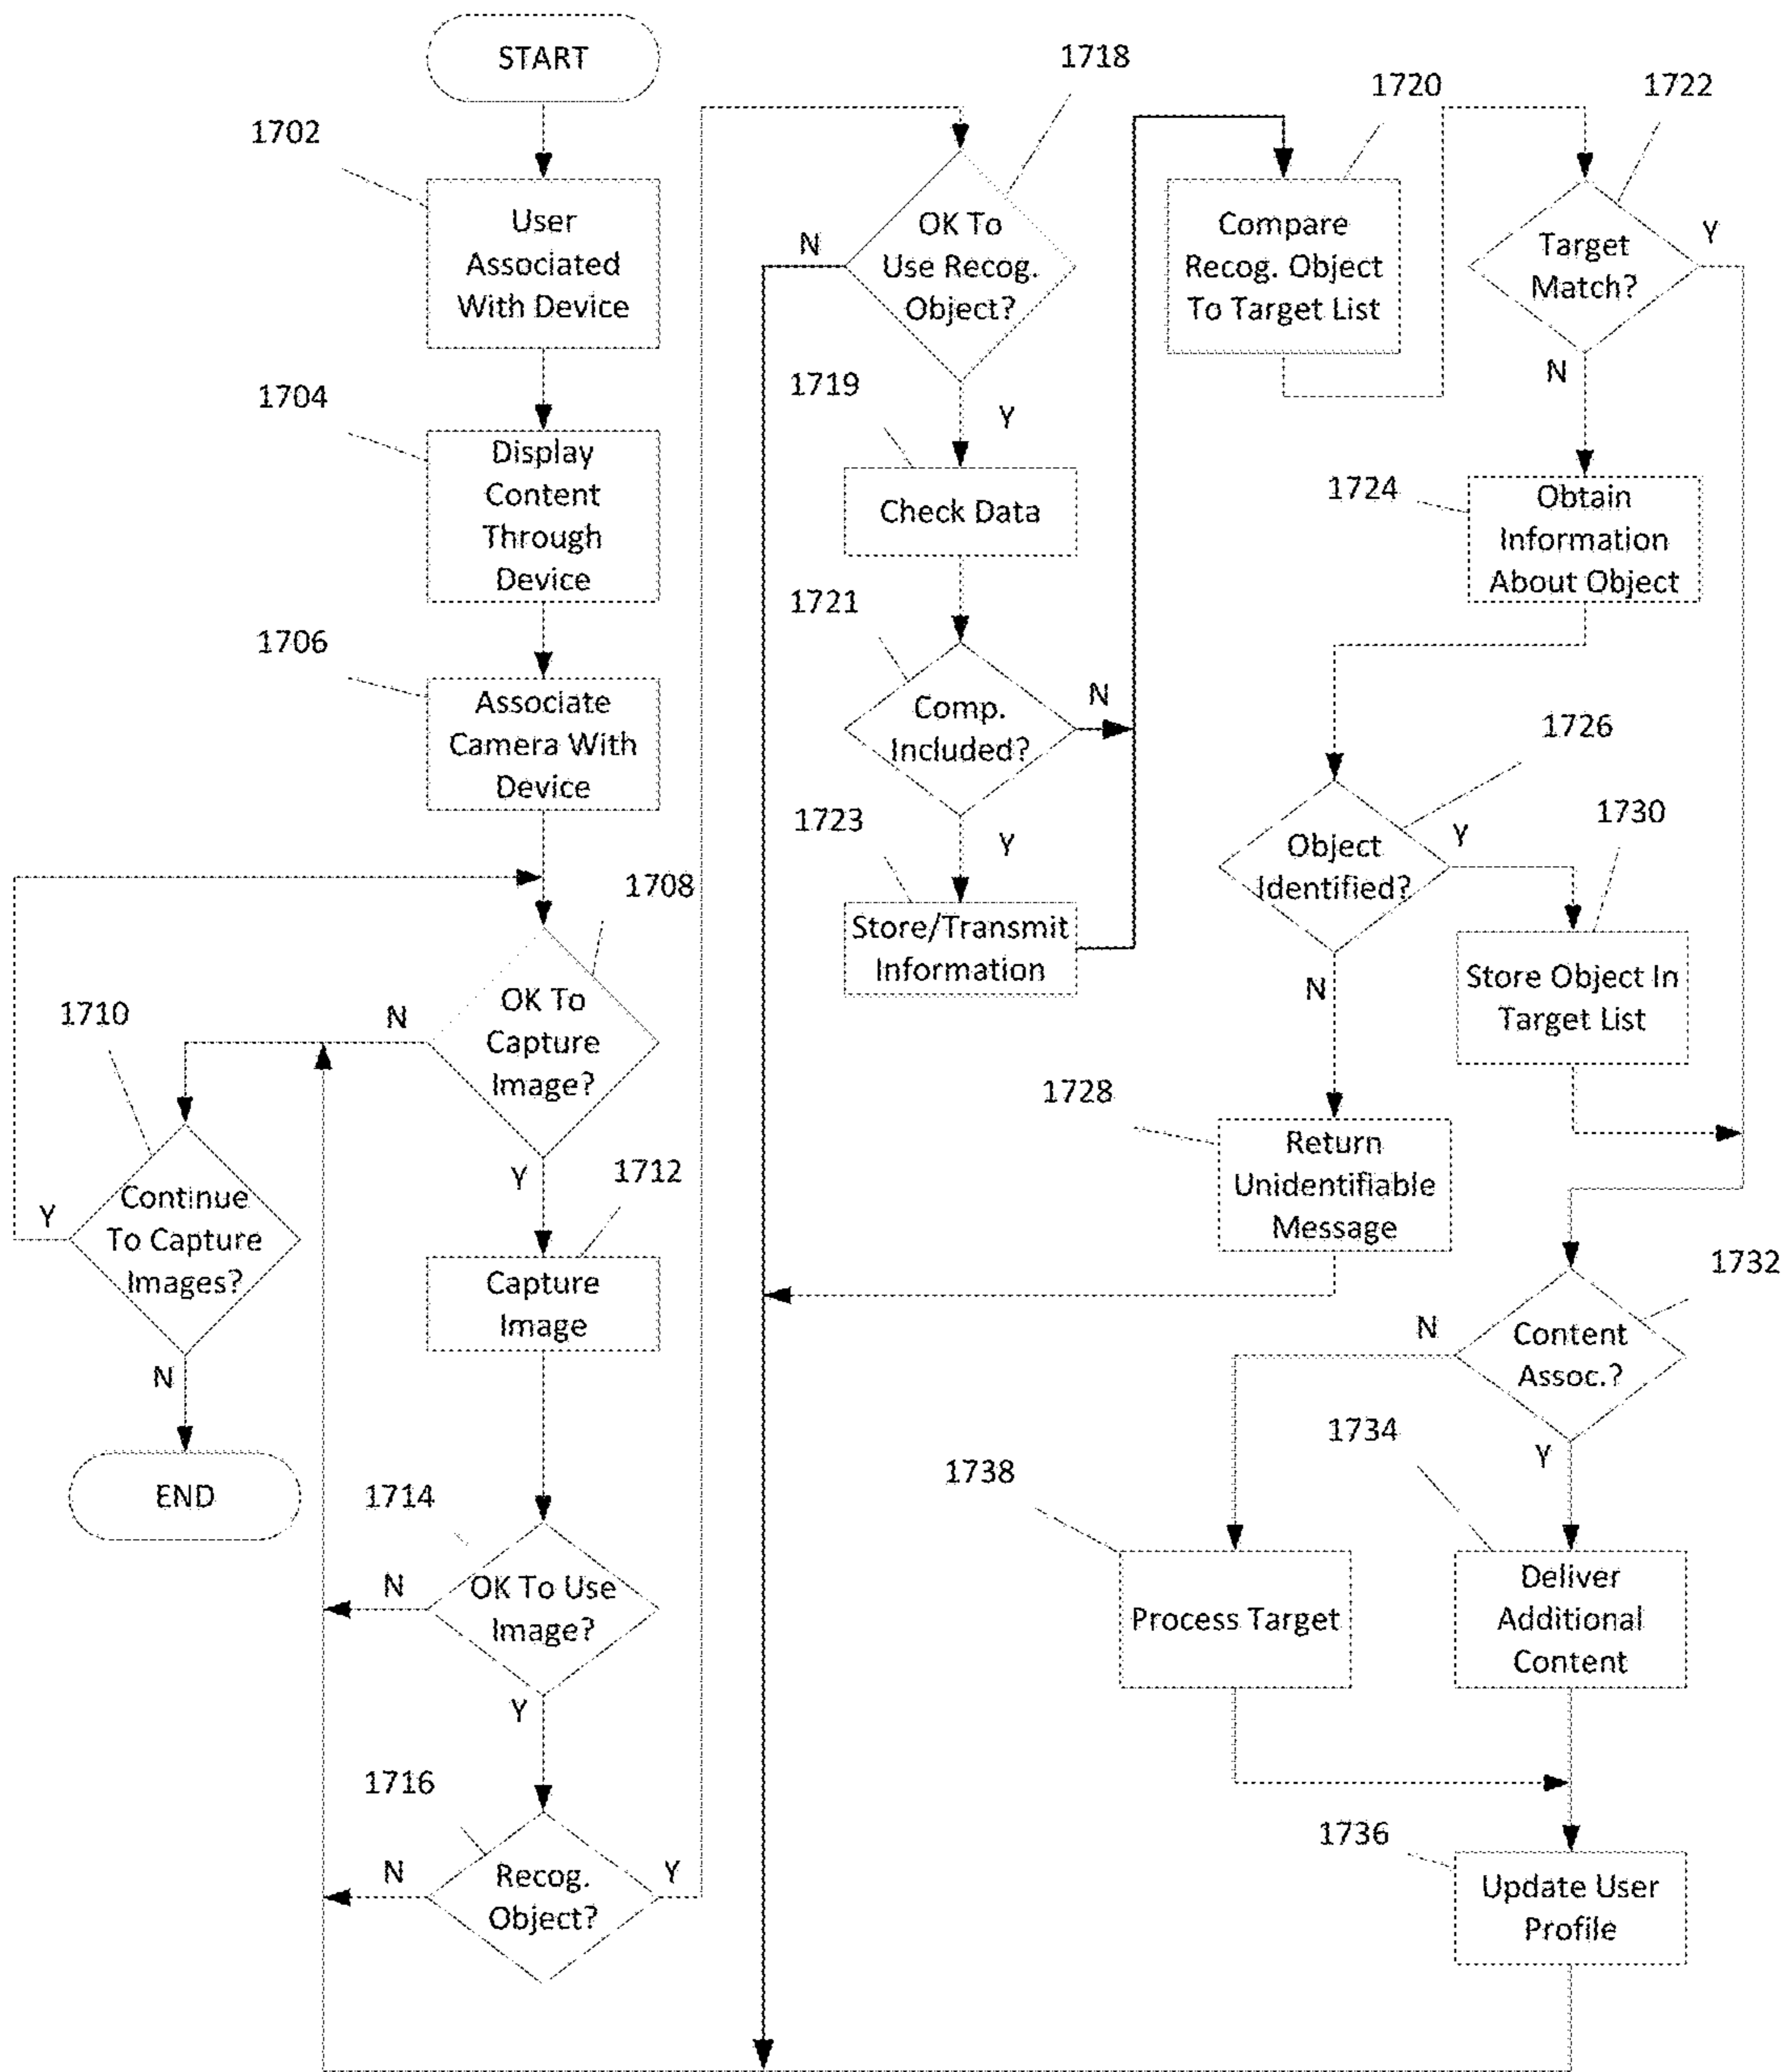 START
1702
User
Associated
With Device
1704
Display
Content
Through
Device
1706
Associate
Camera With
Device
1708
OK To
Capture
Image?
N
Y
1710
Continue
To Capture
Images?
Y
N
END
1712
Capture
Image
1714
OK To Use
Image?
N
Y
1716
Recog.
Object?
N
Y
1718
OK To
Use Recog.
Object?
N
Y
1719
Check Data
1721
Comp.
Included?
N
Y
1723
Store/Transmit
Information
1720
Compare
Recog. Object
To Target List
1722
Target
Match?
Y
N
1724
Obtain
Information
About Object
1726
Object
Identified?
Y
N
1730
Store Object In
Target List
1728
Return
Unidentifiable
Message
1732
Content
Assoc.?
N
Y
1734
Deliver
Additional
Content
1738
Process Target
1736
Update User
Profile